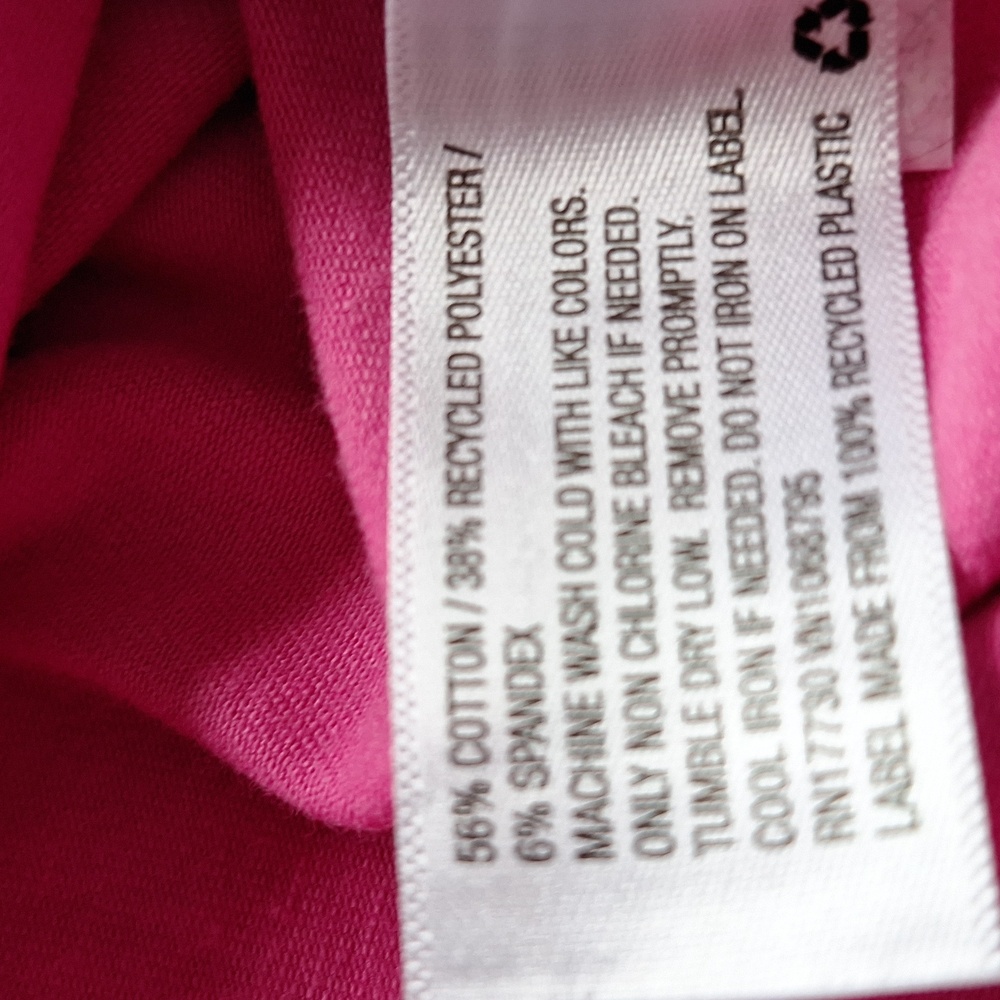 56% COTTON / 38% RECYCLED POLYESTER /
6% SPANDEX
MACHINE WASH COLD WITH LIKE COLORS.
ONLY NON CHLORINE BLEACH IF NEEDED.
TUMBLE DRY LOW. REMOVE PROMPTLY.
COOL IRON IF NEEDED. DO NOT IRON ON LABEL.
RN17730 VN1068795
LABEL MADE FROM 100% RECYCLED PLASTIC